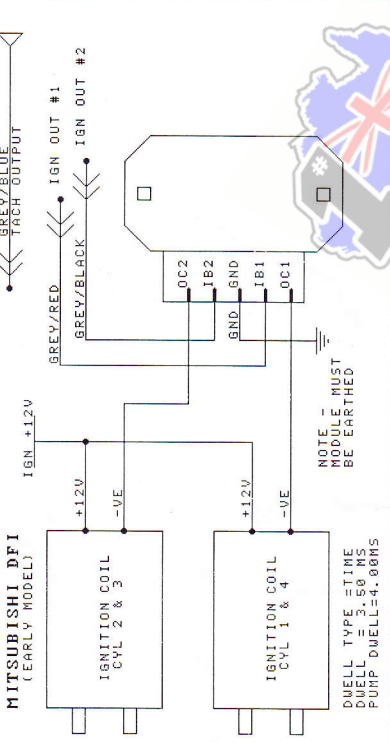 MITSUBISHI DFI
(EARLY MODEL)
IGN +12V
GREY/BLUE
TACH OUTPUT
IGN OUT #1
IGN OUT #2
GREY/RED
GREY/BLACK
+12V
-VE
IGNITION COIL
CYL 2 & 3
+12V
-VE
IGNITION COIL
CYL 1 & 4
OC2
IB2
GND
IB1
OC1
GND
NOTE -
MODULE MUST
BE EARTHED
DWELL TYPE =TIME
DWELL = 3.50 MS
PUMP DWELL=4.00MS
#